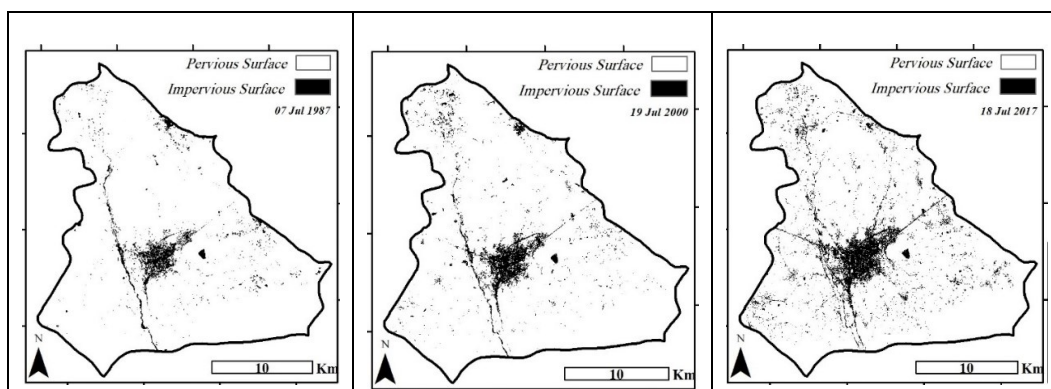 Pervious Surface
Impervious Surface
07 Jul 1987
N
10 Km
Pervious Surface
Impervious Surface
19 Jul 2000
N
10 Km
Pervious Surface
Impervious Surface
18 Jul 2017
N
10 Km